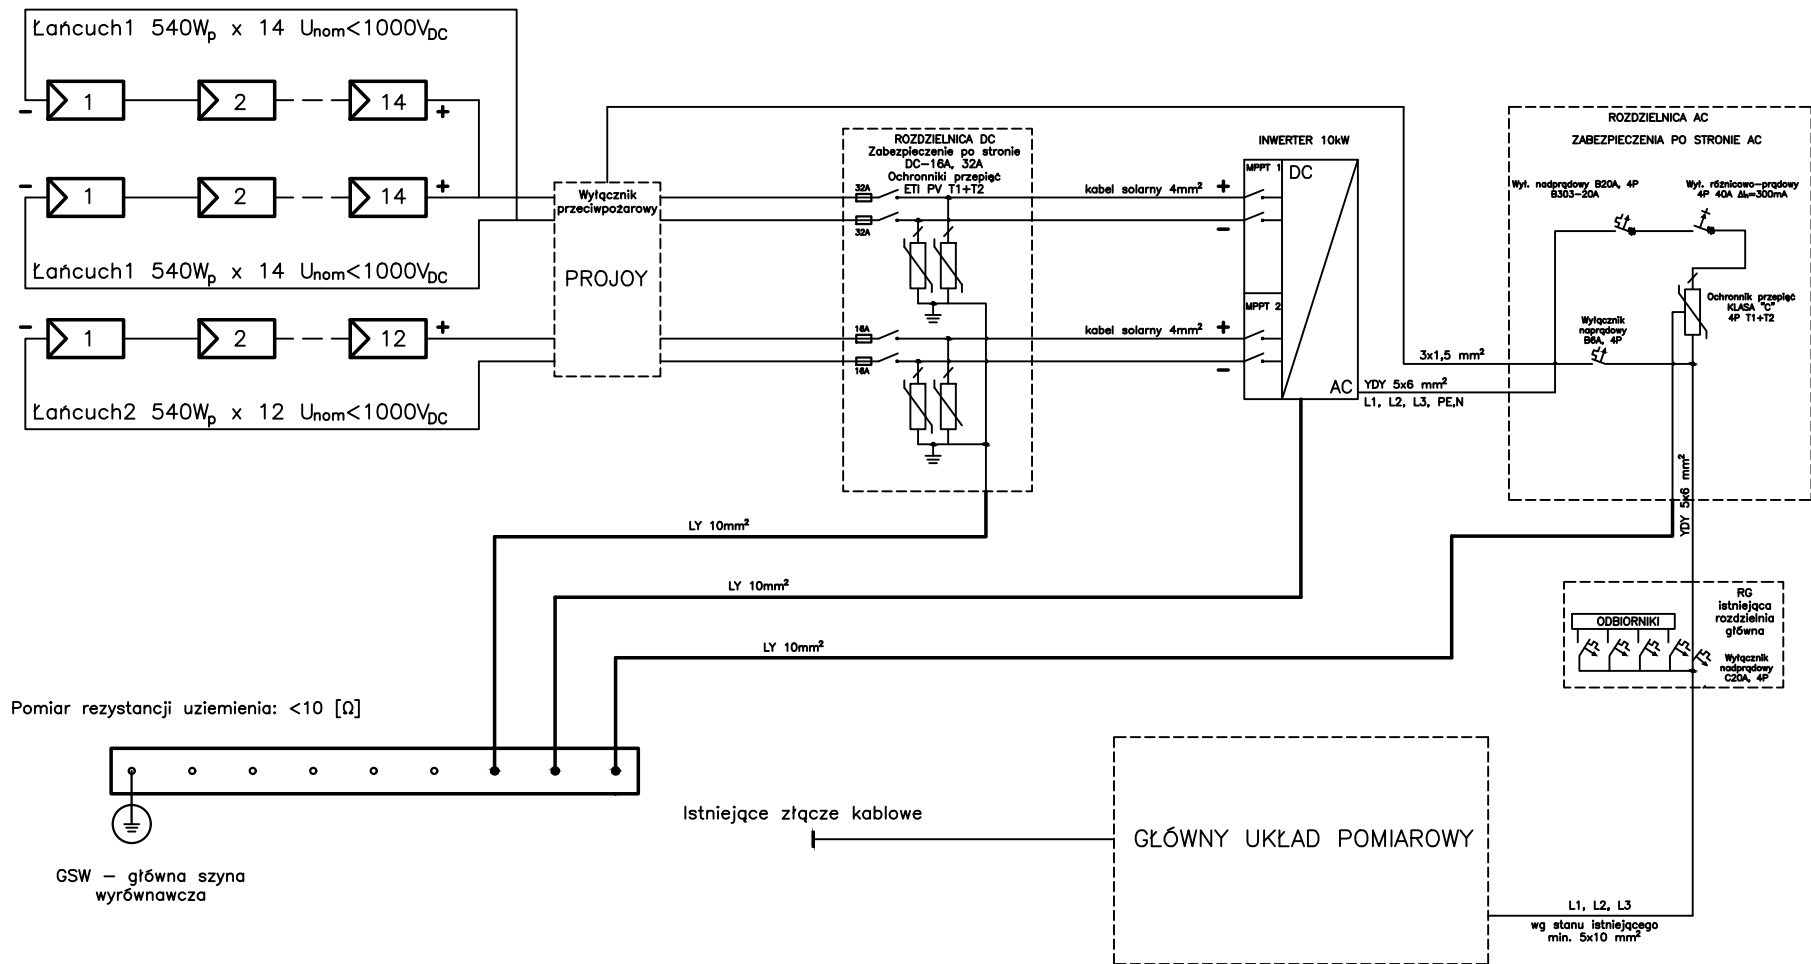 Łańcuch1 540Wp x 14 Unom<1000VDC
- 1 2 14 +
- 1 2 14 +
Łańcuch1 540Wp x 14 Unom<1000VDC
- 1 2 12 +
Łańcuch2 540Wp x 12 Unom<1000VDC
Wyłącznik
przeciwpożarowy
PROJOY
ROZDZIELNICA DC
Zabezpieczenie po stronie
DC-16A, 32A
Ochronniki przepięć
ETI PV T1+T2
32A
32A
16A
16A
kabel solarny 4mm² +
-
kabel solarny 4mm² +
-
INWERTER 10kW
MPPT 1
DC
MPPT 2
AC
3x1,5 mm²
YDY 5x6 mm²
L1, L2, L3, PE,N
ROZDZIELNICA AC
ZABEZPIECZENIA PO STRONIE AC
Wył. nadprądowy B20A, 4P
B303-20A
Wył. różnicowo-prądowy
4P 40A ΔIn=300mA
Ochronnik przepięć
KLASA "C"
4P T1+T2
Wyłącznik
naprądowy
B6A, 4P
YDY 5x6 mm²
LY 10mm²
LY 10mm²
LY 10mm²
RG
istniejąca
rozdzielnia
główna
ODBIORNIKI
Wyłącznik
nadprądowy
C20A, 4P
Pomiar rezystancji uziemienia: <10 [Ω]
GSW – główna szyna
wyrównawcza
Istniejące złącze kablowe
GŁÓWNY UKŁAD POMIAROWY
L1, L2, L3
wg stanu istniejącego
min. 5x10 mm²